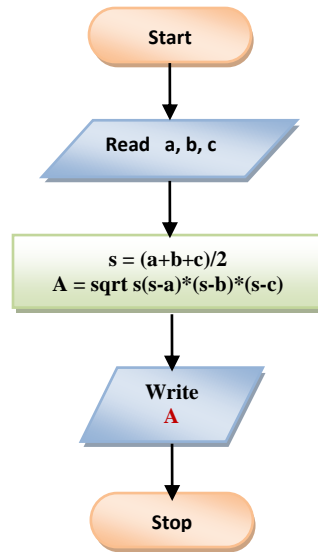 Start
Read a, b, c
s = (a+b+c)/2
A = sqrt s(s-a)*(s-b)*(s-c)
Write
A
Stop